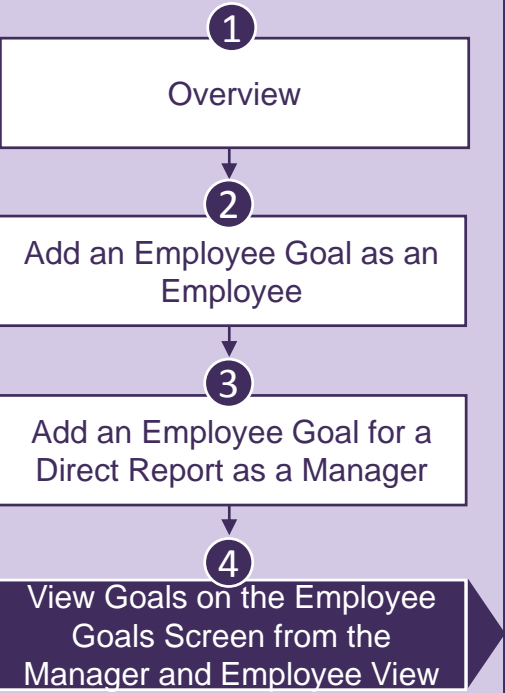 1
Overview
2
Add an Employee Goal as an
Employee
3
Add an Employee Goal for a
Direct Report as a Manager
4
View Goals on the Employee
Goals Screen from the
Manager and Employee View